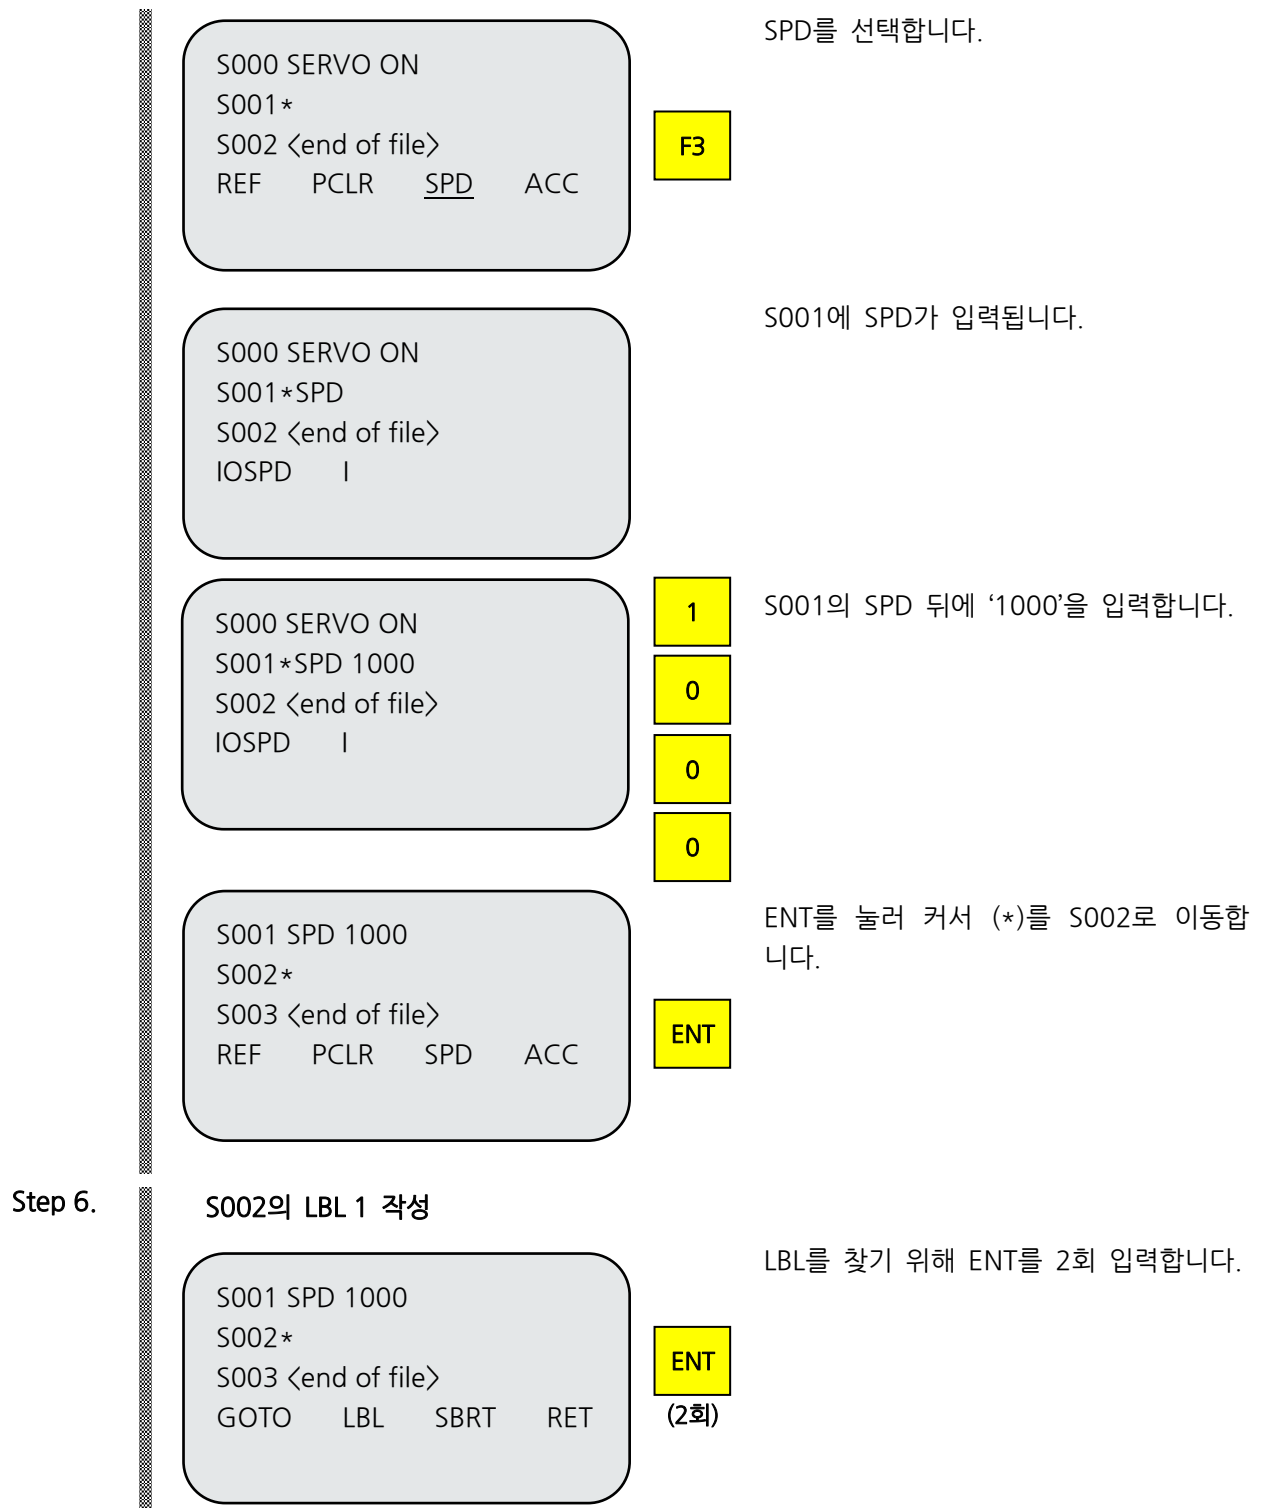 SPD를 선택합니다.
S000 SERVO ON
S001*
S002 <end of file>
REF PCLR SPD ACC
F3
S001에 SPD가 입력됩니다.
S000 SERVO ON
S001*SPD
S002 <end of file>
IOSPD I
S001의 SPD 뒤에 ‘1000’을 입력합니다.
S000 SERVO ON
S001*SPD 1000
S002 <end of file>
IOSPD I
1
0
0
0
ENT를 눌러 커서 (*)를 S002로 이동합
니다.
S001 SPD 1000
S002*
S003 <end of file>
REF PCLR SPD ACC
ENT
Step 6. S002의 LBL 1 작성
LBL를 찾기 위해 ENT를 2회 입력합니다.
S001 SPD 1000
S002*
S003 <end of file>
GOTO LBL SBRT RET
ENT
(2회)